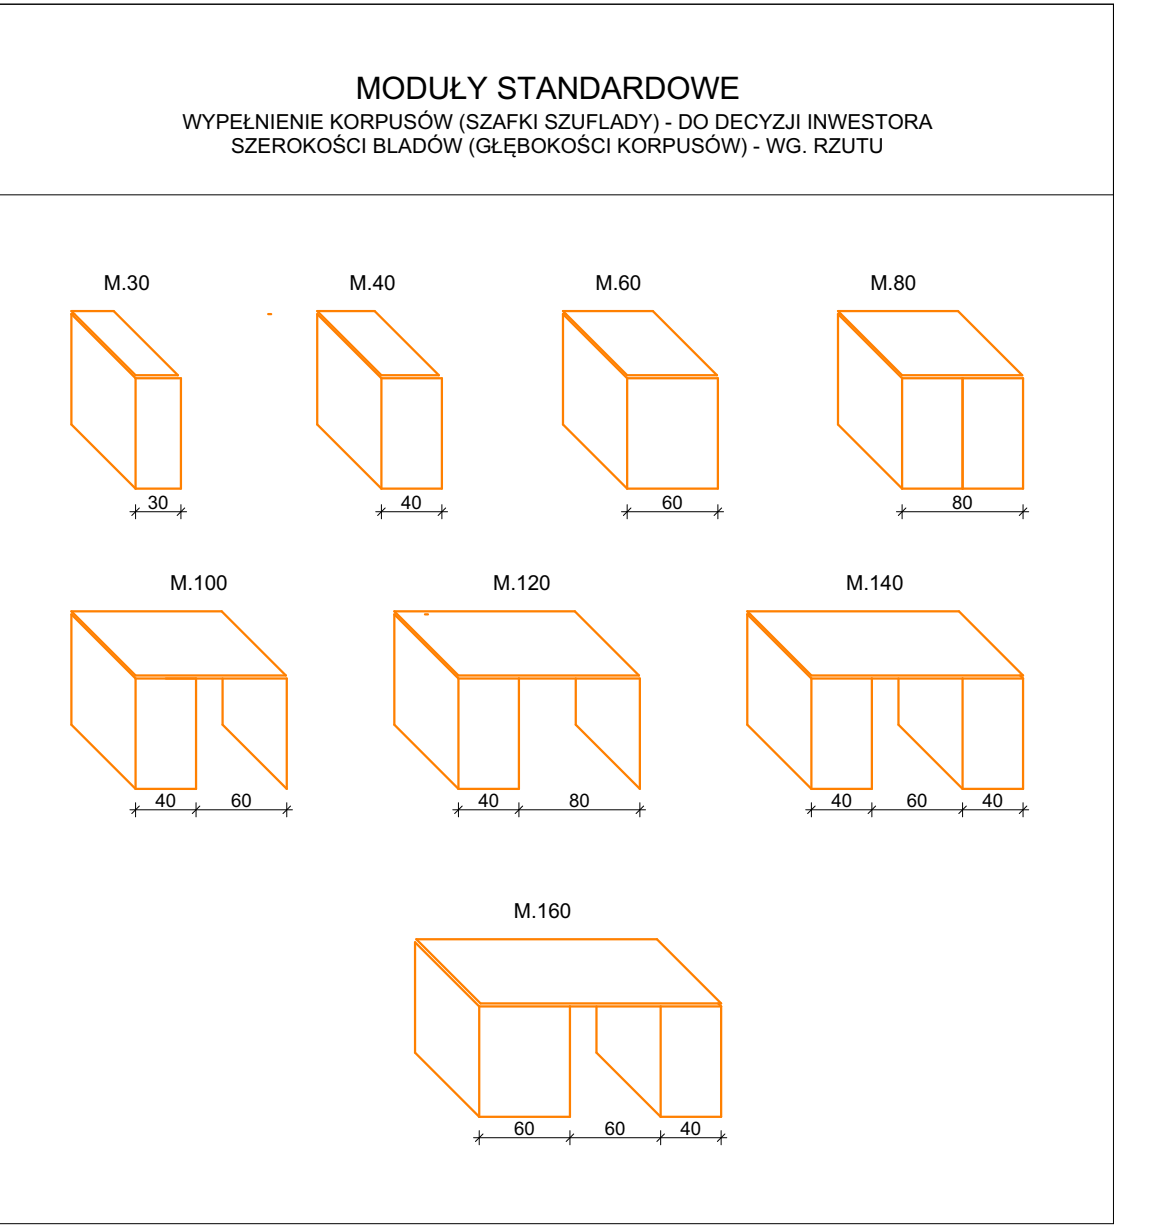 MODUŁY STANDARDOWE
WYPEŁNIENIE KORPUSÓW (SZAFKI SZUFLADY) - DO DECYZJI INWESTORA
SZEROKOŚCI BLADÓW (GŁĘBOKOŚCI KORPUSÓW) - WG. RZUTU
M.30 M.40 M.60 M.80
30 40 60 80
M.100 M.120 M.140
40 60 40 80 40 60 40
M.160
60 60 40